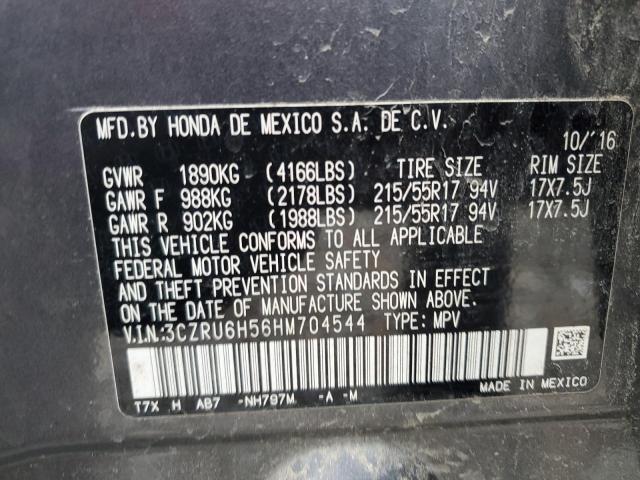 MFD.BY HONDA DE MEXICO S.A. DE C.V.
10/'16
GVWR 1890KG (4166LBS) TIRE SIZE RIM SIZE
GAWR F 988KG (2178LBS) 215/55R17 94V 17X7.5J
GAWR R 902KG (1988LBS) 215/55R17 94V 17X7.5J
THIS VEHICLE CONFORMS TO ALL APPLICABLE
FEDERAL MOTOR VEHICLE SAFETY
AND THEFT PREVENTION STANDARDS IN EFFECT
ON THE DATE OF MANUFACTURE SHOWN ABOVE.
V.I.N:3CZRU6H56HM704544 TYPE: MPV
MADE IN MEXICO
T7X H AB7 -NH797M -A -M